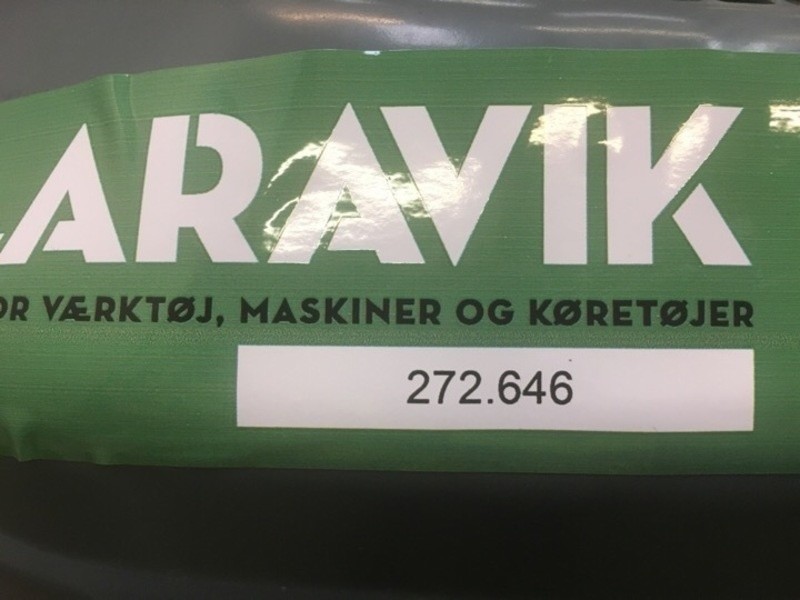 ARAVIK
OR VÆRKTØJ, MASKINER OG KØRETØJER
272.646